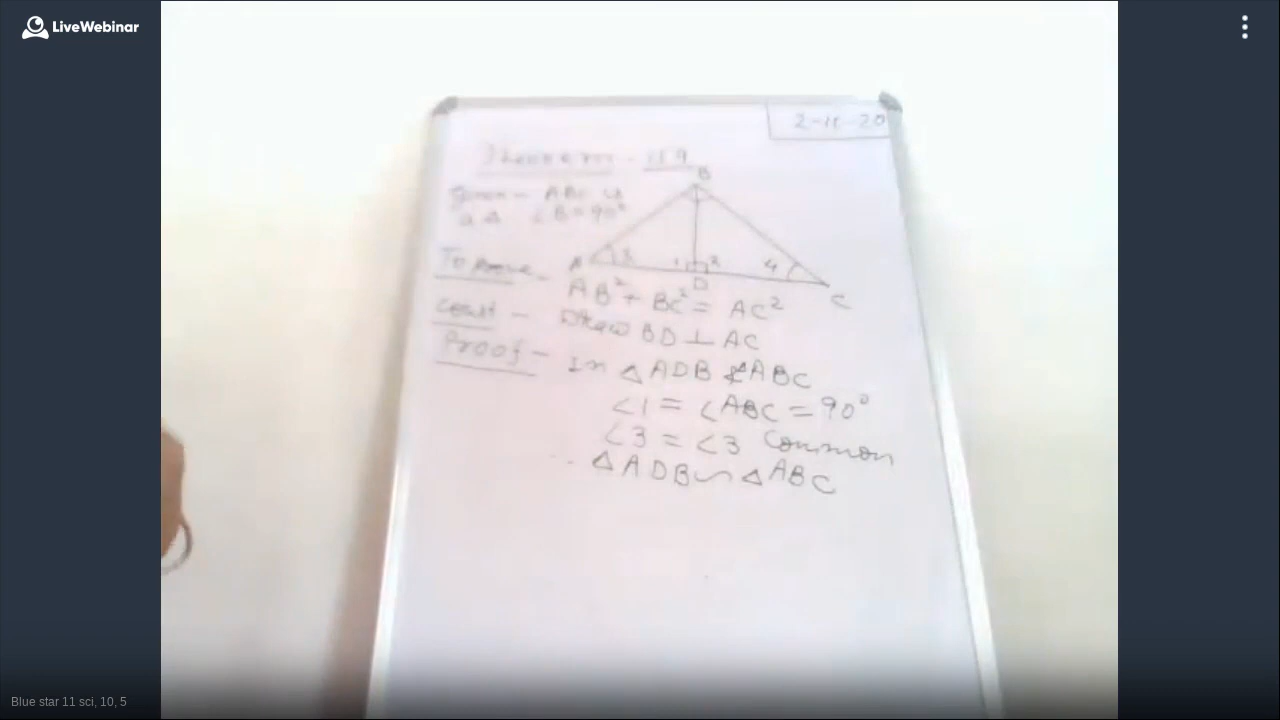 LiveWebinar
2-11-20
Theorem - 11.9
Given - ABC is
a △ ∠B = 90°
B
A 3 1 2 4
D
C
To Prove - AB² + BC² = AC²
Const - Draw BD ⊥ AC
Proof - In △ADB & △ABC
∠1 = ∠ABC = 90°
∠3 = ∠3 Common
∴ △ADB ∽ △ABC
Blue star 11 sci, 10, 5